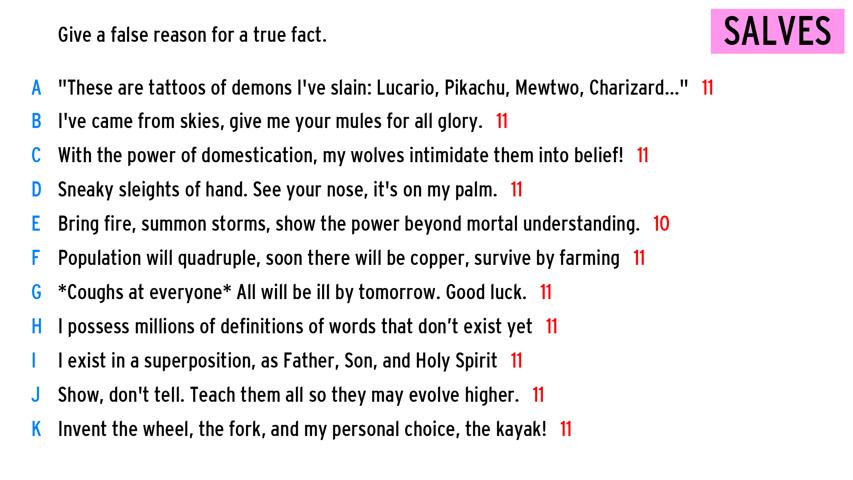 Give a false reason for a true fact.
SALVES
A "These are tattoos of demons I've slain: Lucario, Pikachu, Mewtwo, Charizard..." 11
B I've came from skies, give me your mules for all glory. 11
C With the power of domestication, my wolves intimidate them into belief! 11
D Sneaky sleights of hand. See your nose, it's on my palm. 11
E Bring fire, summon storms, show the power beyond mortal understanding. 10
F Population will quadruple, soon there will be copper, survive by farming 11
G *Coughs at everyone* All will be ill by tomorrow. Good luck. 11
H I possess millions of definitions of words that don't exist yet 11
I I exist in a superposition, as Father, Son, and Holy Spirit 11
J Show, don't tell. Teach them all so they may evolve higher. 11
K Invent the wheel, the fork, and my personal choice, the kayak! 11